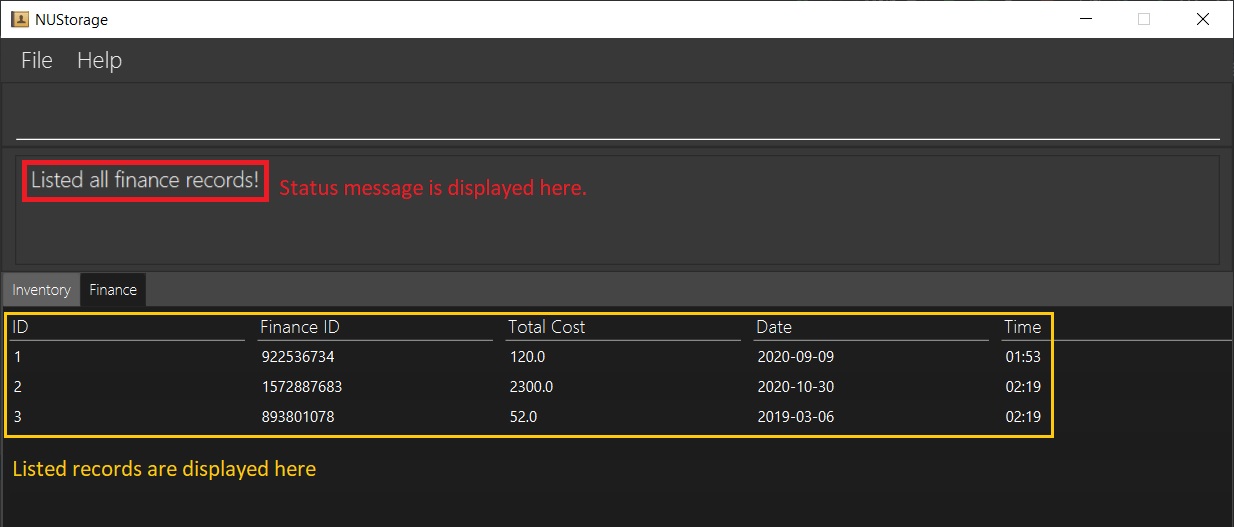 NUStorage
File Help
Listed all finance records!
Status message is displayed here.
Inventory Finance
ID Finance ID Total Cost Date Time
1 922536734 120.0 2020-09-09 01:53
2 1572887683 2300.0 2020-10-30 02:19
3 893801078 52.0 2019-03-06 02:19
Listed records are displayed here